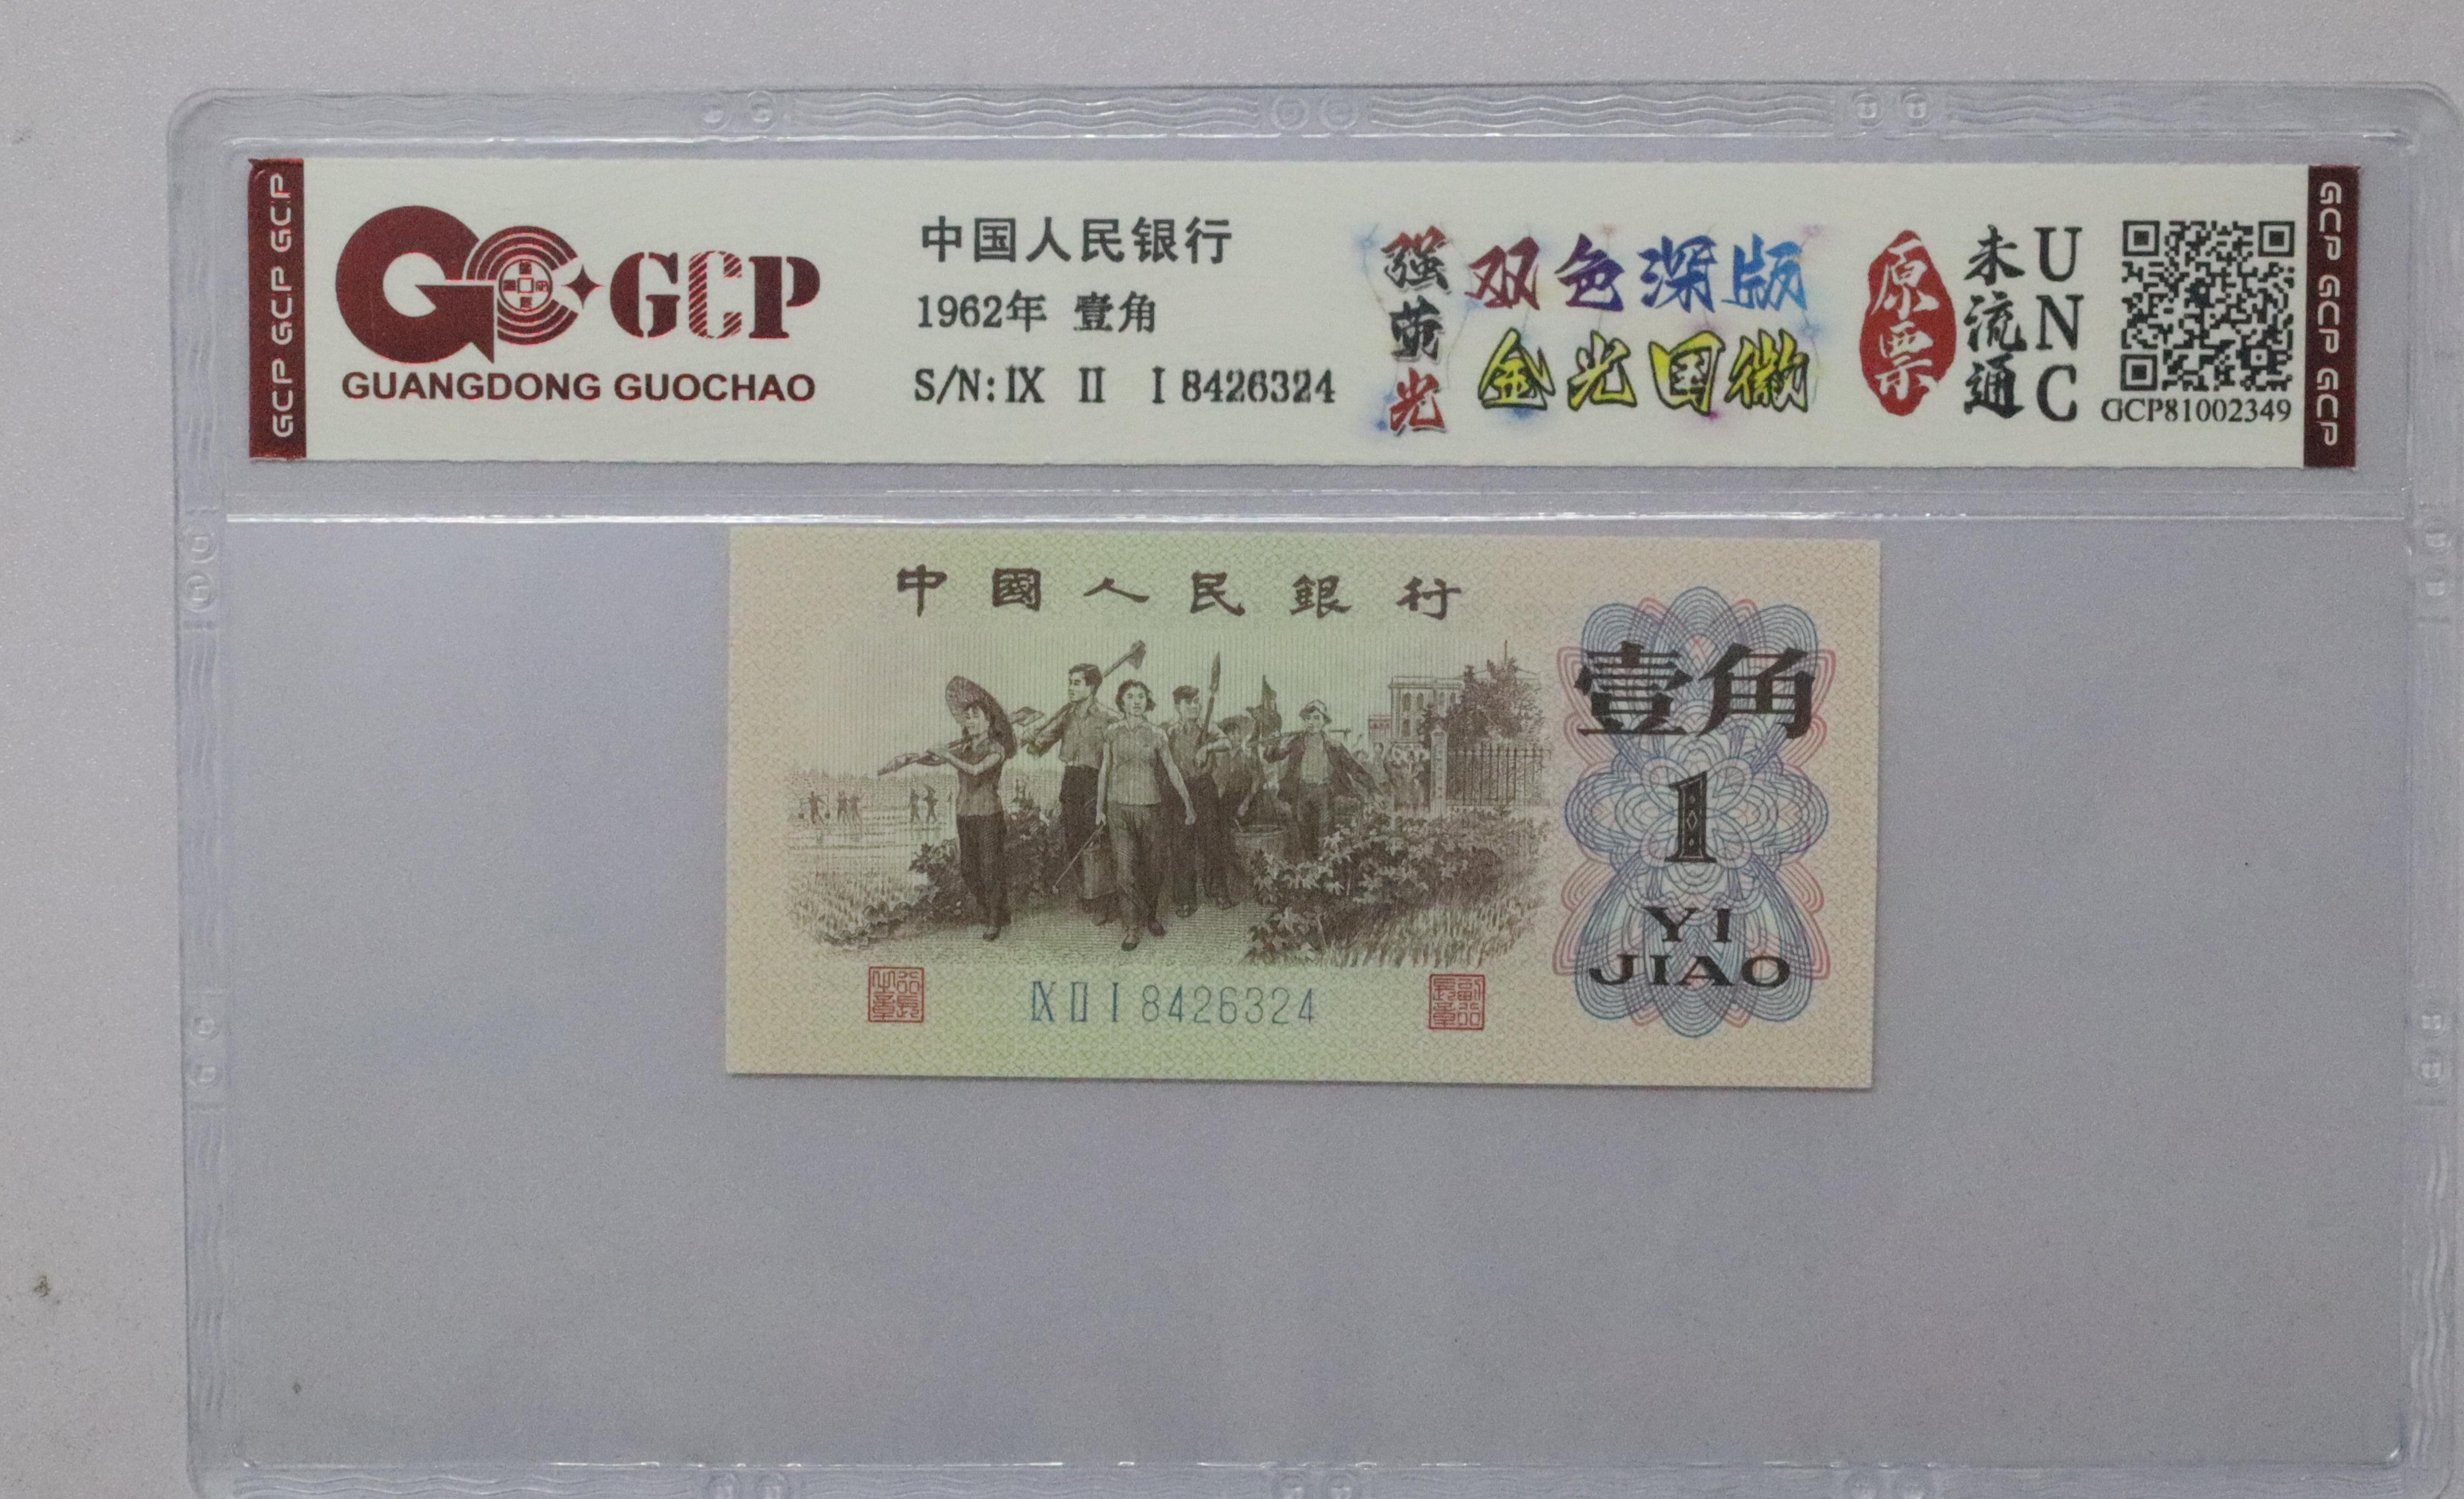 GCP GCP GCP
GCP
GUANGDONG GUOCHAO
中国人民银行
1962年 壹角
S/N: IX II I 8426324
强荧光
双色深版
金光国徽
原票
未流通
UNC
GCP81002349
GCP GCP GCP
中國人民銀行
壹角
1
YI
JIAO
IX II I 8426324